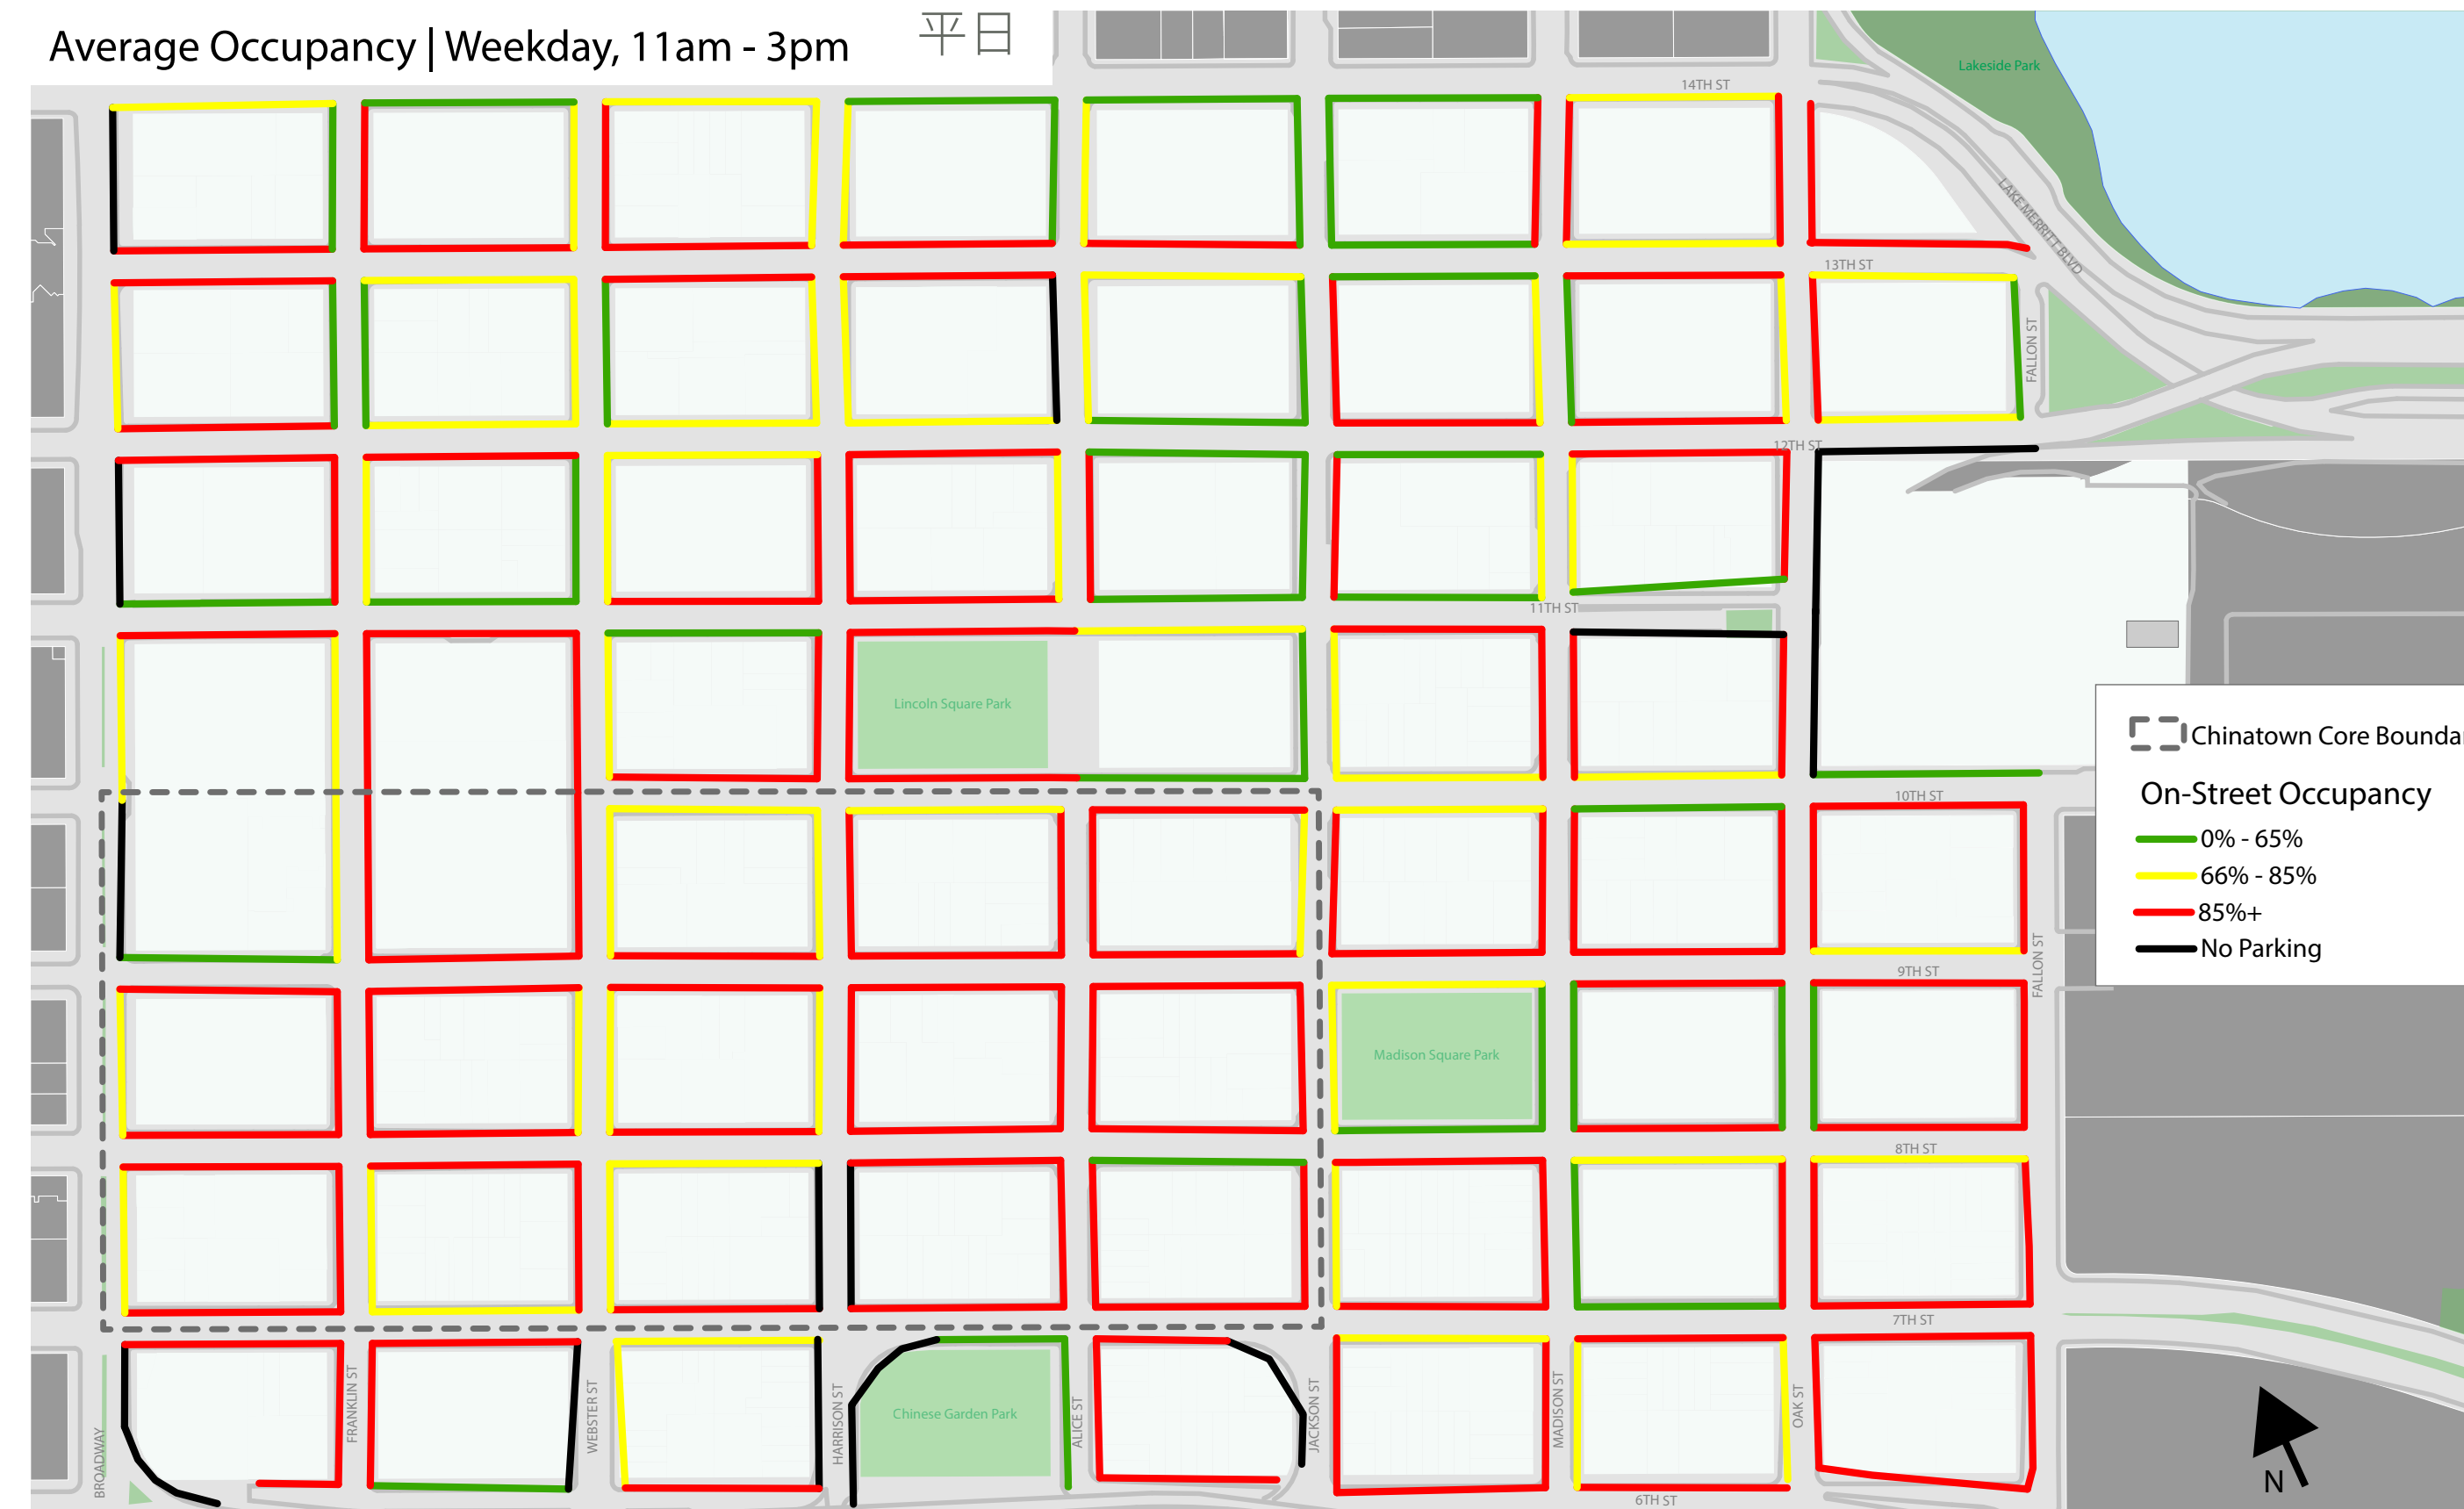 Average Occupancy | Weekday, 11am - 3pm
平日
Lakeside Park
14TH ST
LAKE MERRITT BLVD
13TH ST
FALLON ST
12TH ST
11TH ST
Lincoln Square Park
Chinatown Core Boundar
On-Street Occupancy
0% - 65%
66% - 85%
85%+
No Parking
10TH ST
9TH ST
FALLON ST
Madison Square Park
8TH ST
7TH ST
BROADWAY
FRANKLIN ST
WEBSTER ST
HARRISON ST
Chinese Garden Park
ALICE ST
JACKSON ST
MADISON ST
OAK ST
6TH ST
N